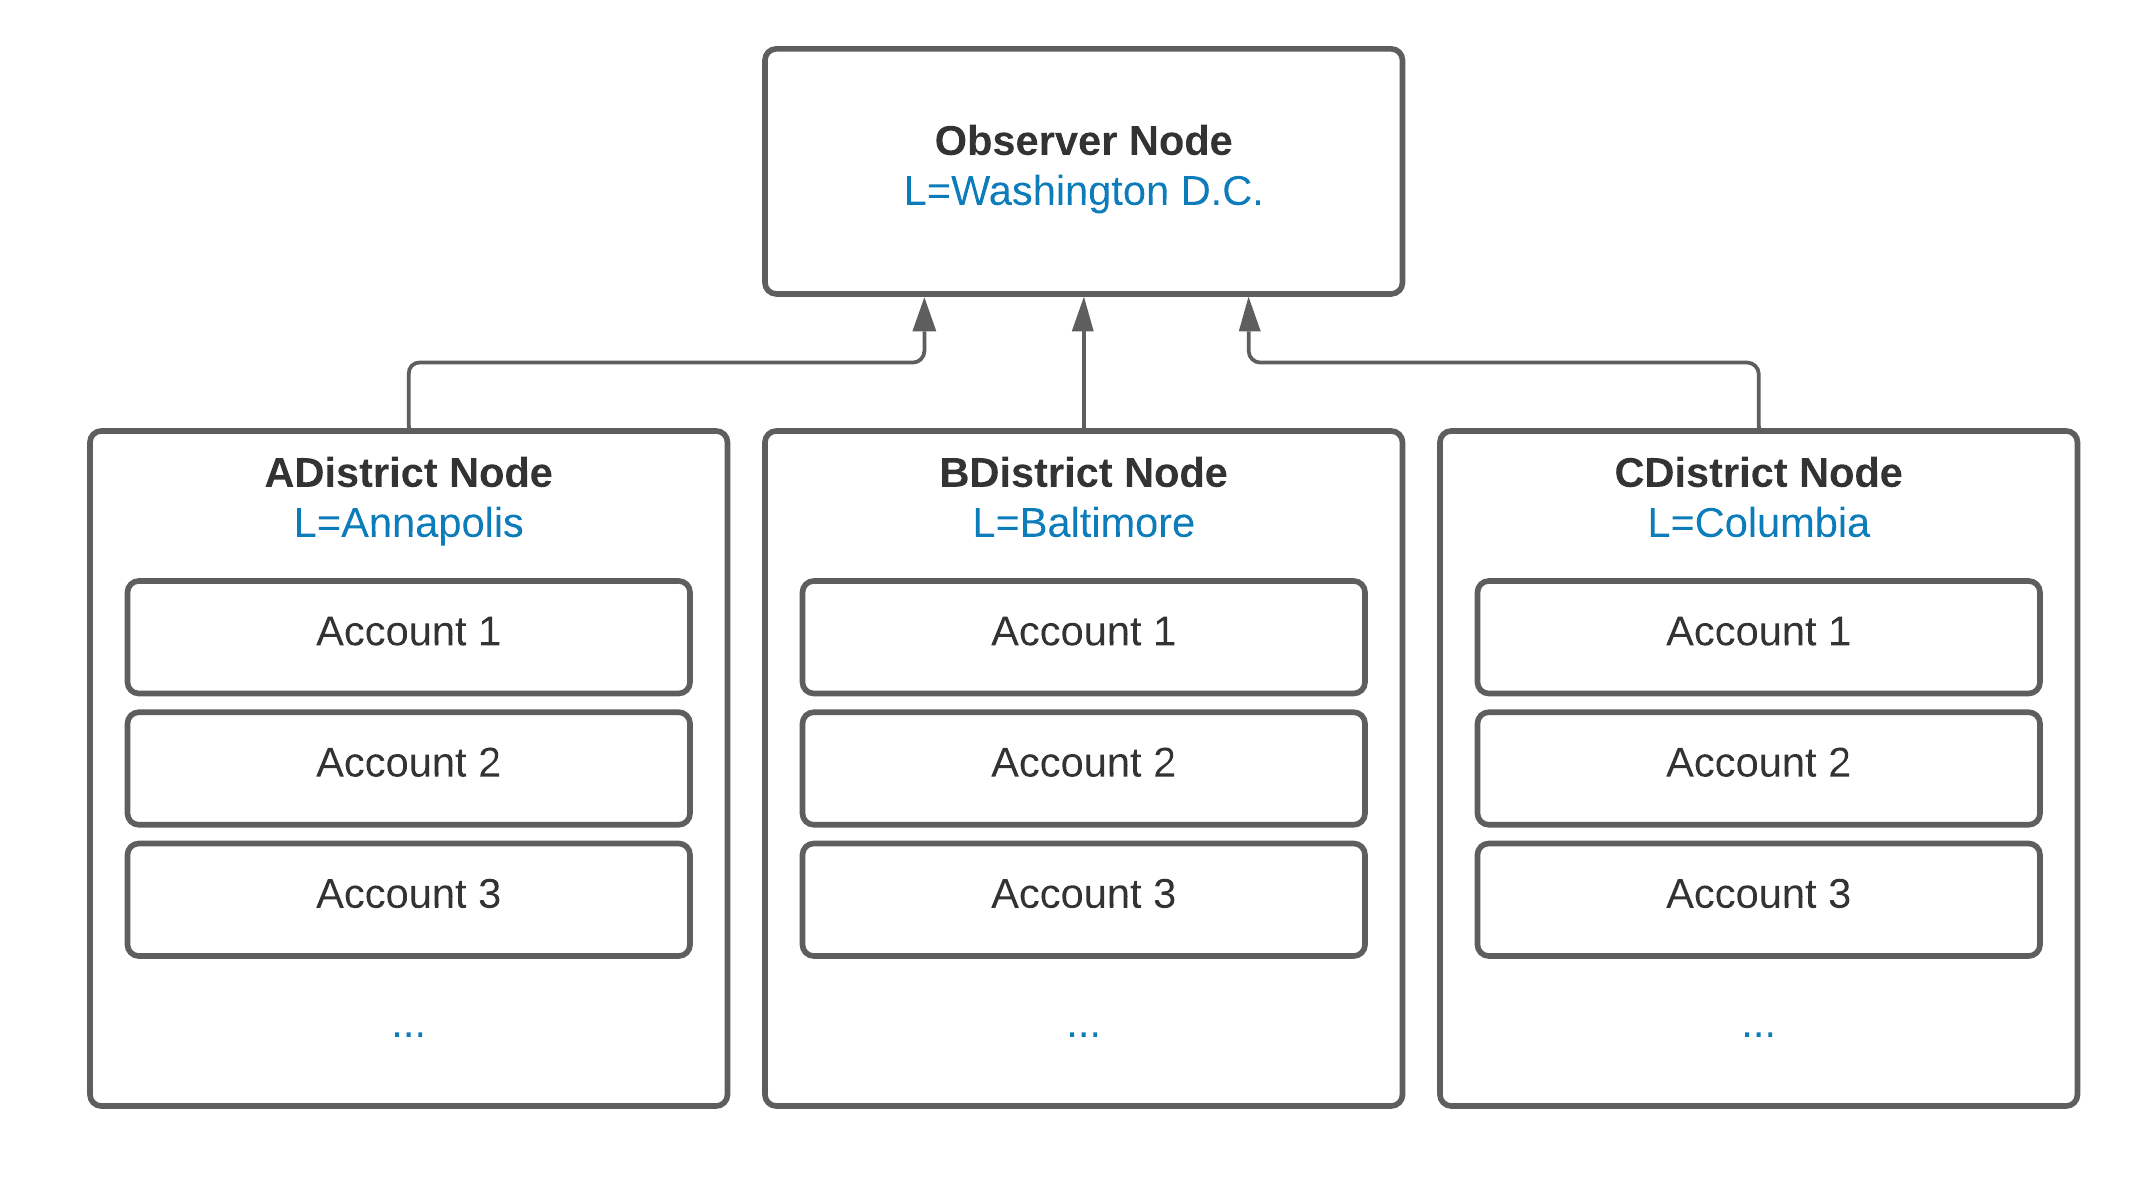 Observer Node
L=Washington D.C.
ADistrict Node
L=Annapolis
Account 1
Account 2
Account 3
...
BDistrict Node
L=Baltimore
Account 1
Account 2
Account 3
...
CDistrict Node
L=Columbia
Account 1
Account 2
Account 3
...